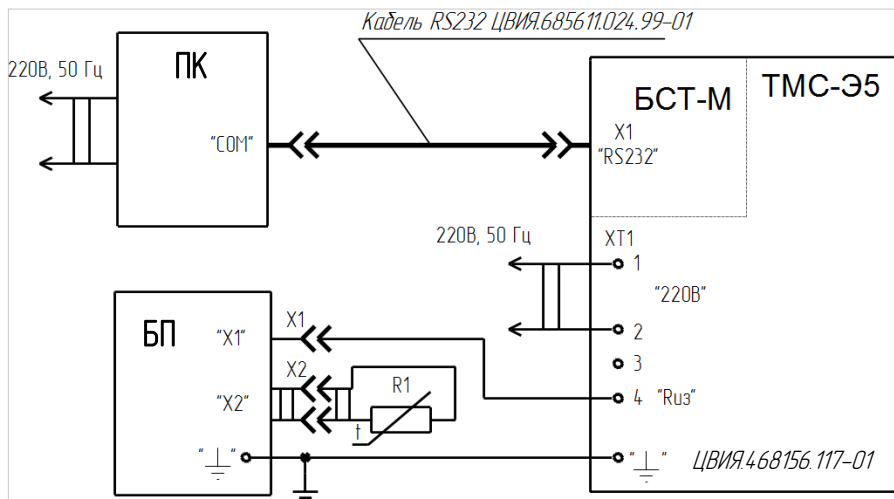 Кабель RS232 ЦВИЯ.685611.024.99-01
220В, 50 Гц
ПК
"COM"
БСТ-М
ТМС-Э5
X1
"RS232"
220В, 50 Гц
XT1
1
"220В"
2
3
4 "Rиз"
БП
"X1"
X1
X2
"X2"
R1
t
" "
" "
ЦВИЯ.468156.117-01